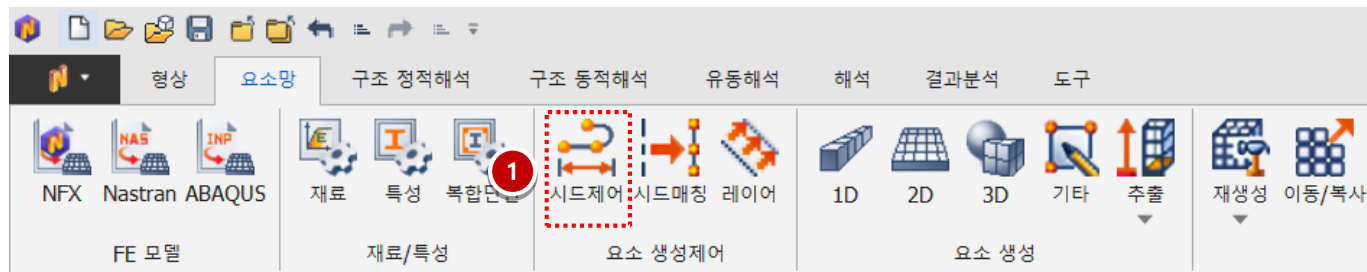 형상 요소망 구조 정적해석 구조 동적해석 유동해석 해석 결과분석 도구
NAS INP
1
NFX Nastran ABAQUS 재료 특성 시드제어 시드매칭 레이어 1D 2D 3D 기타 추출 재생성 이동/복사
FE 모델 재료/특성 요소 생성제어 요소 생성